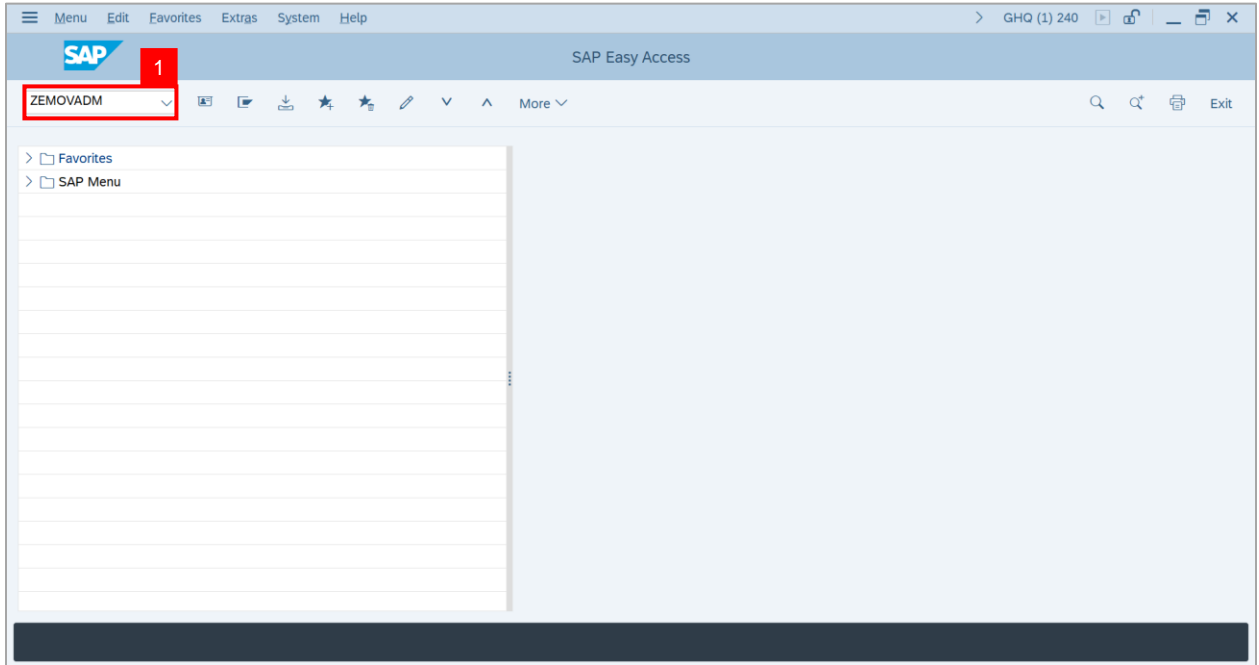 Menu Edit Favorites Extras System Help GHQ (1) 240
SAP
1
SAP Easy Access
ZEMOVADM More Exit
Favorites
SAP Menu